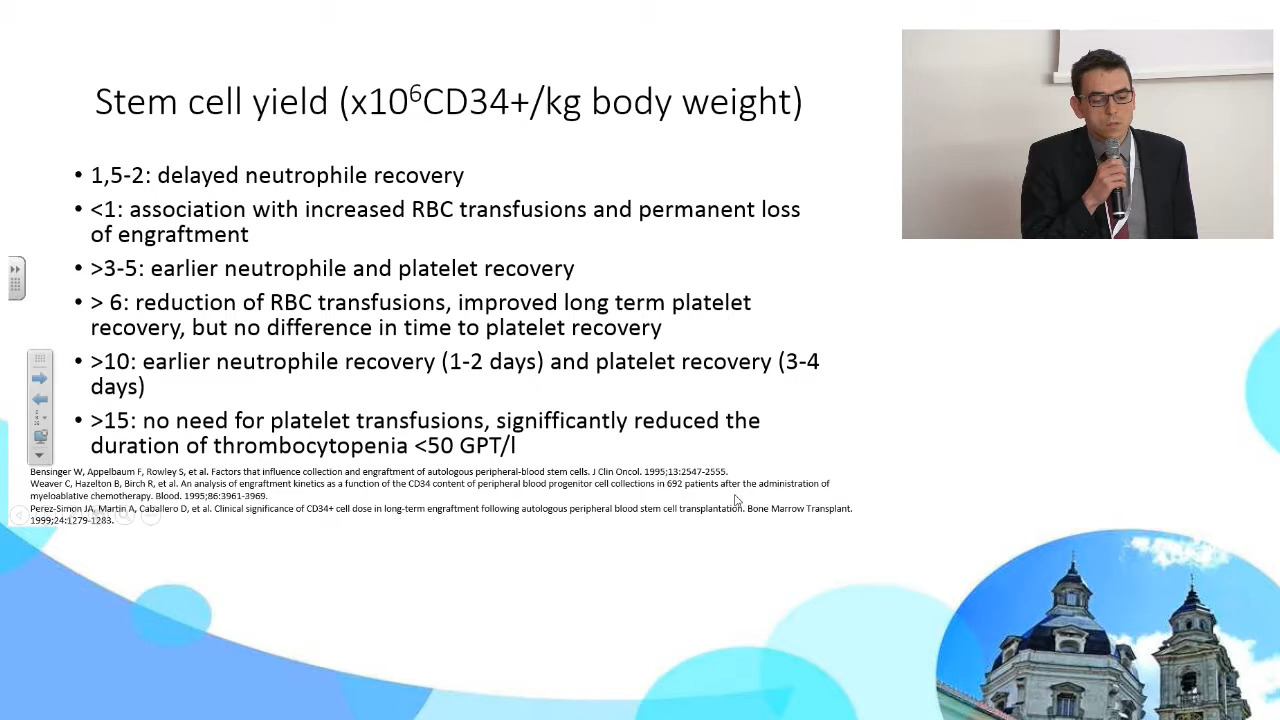 Stem cell yield (x10⁶CD34+/kg body weight)
• 1,5-2: delayed neutrophile recovery
• <1: association with increased RBC transfusions and permanent loss
of engraftment
• >3-5: earlier neutrophile and platelet recovery
• > 6: reduction of RBC transfusions, improved long term platelet
recovery, but no difference in time to platelet recovery
• >10: earlier neutrophile recovery (1-2 days) and platelet recovery (3-4
days)
• >15: no need for platelet transfusions, signifficantly reduced the
duration of thrombocytopenia <50 GPT/l
Bensinger W, Appelbaum F, Rowley S, et al. Factors that influence collection and engraftment of autologous peripheral-blood stem cells. J Clin Oncol. 1995;13:2547-2555.
Weaver C, Hazelton B, Birch R, et al. An analysis of engraftment kinetics as a function of the CD34 content of peripheral blood progenitor cell collections in 692 patients after the administration of
myeloablative chemotherapy. Blood. 1995;86:3961-3969.
Perez-Simon JA, Martin A, Caballero D, et al. Clinical significance of CD34+ cell dose in long-term engraftment following autologous peripheral blood stem cell transplantation. Bone Marrow Transplant.
1999;24:1279-1283.